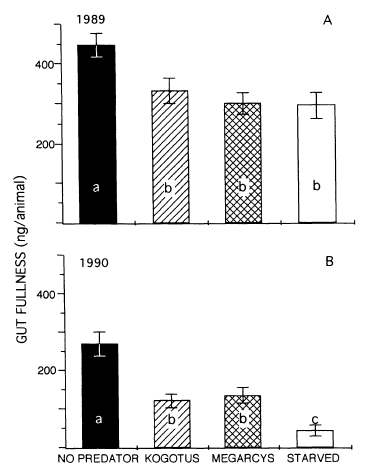 1989
A
400
200
a
b
b
b
GUT FULLNESS (ng/animal)
1990
B
400
200
a
b
b
c
NO PREDATOR KOGOTUS MEGARCYS STARVED